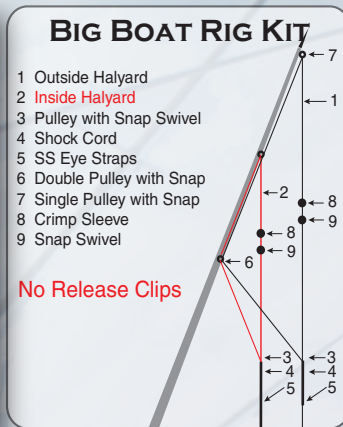 BIG BOAT RIG KIT
1 Outside Halyard
2 Inside Halyard
3 Pulley with Snap Swivel
4 Shock Cord
5 SS Eye Straps
6 Double Pulley with Snap
7 Single Pulley with Snap
8 Crimp Sleeve
9 Snap Swivel
No Release Clips
7
1
2
8
9
8
9
6
3
4
5
3
4
5